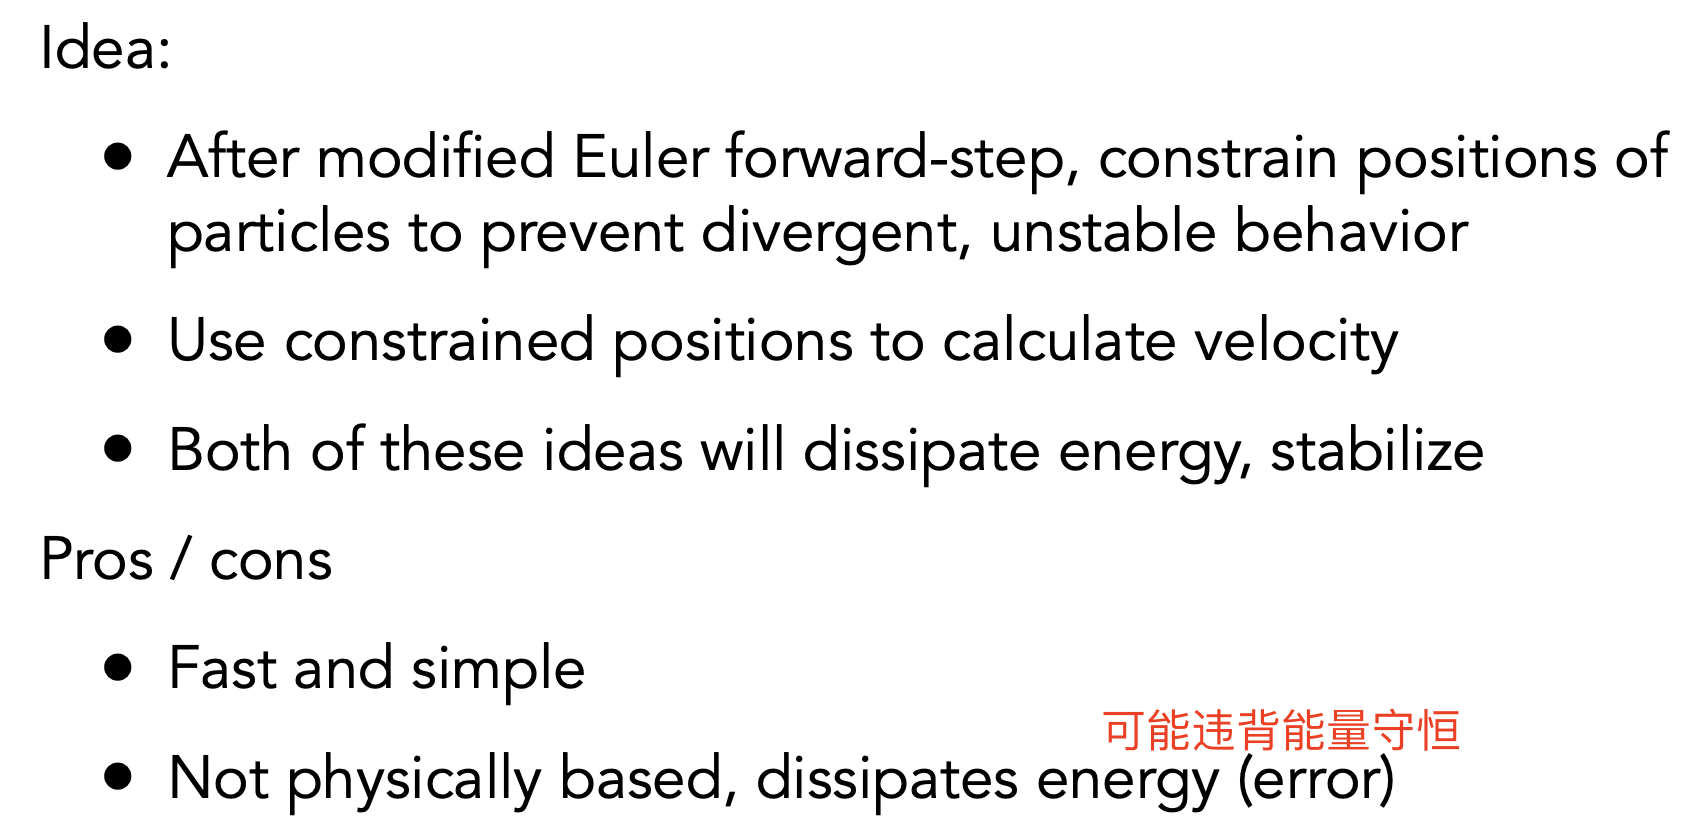 Idea:
● After modified Euler forward-step, constrain positions of
particles to prevent divergent, unstable behavior
● Use constrained positions to calculate velocity
● Both of these ideas will dissipate energy, stabilize
Pros / cons
● Fast and simple
可能违背能量守恒
● Not physically based, dissipates energy (error)